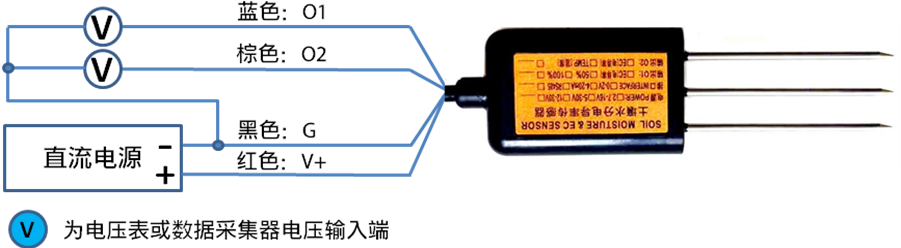 蓝色：O1
V
棕色：O2
V
黑色：G
直流电源
-
+
红色：V+
SOIL MOISTURE & EC SENSOR
土壤水分电导率传感器
V 为电压表或数据采集器电压输入端